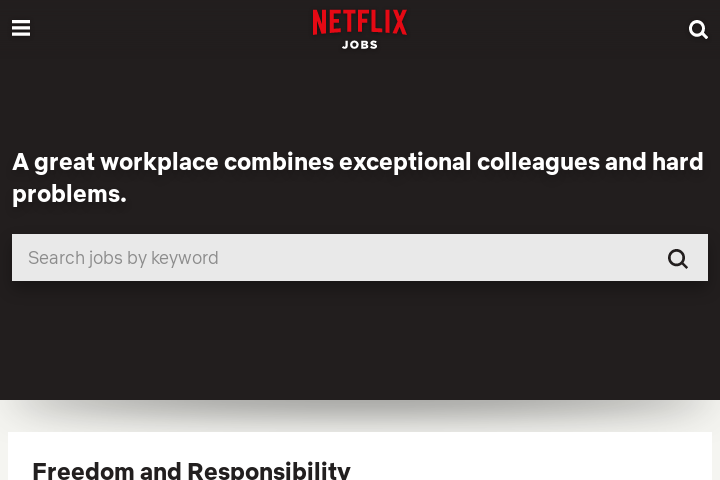 NETFLIX
JOBS
A great workplace combines exceptional colleagues and hard
problems.
Search jobs by keyword
Freedom and Responsibility